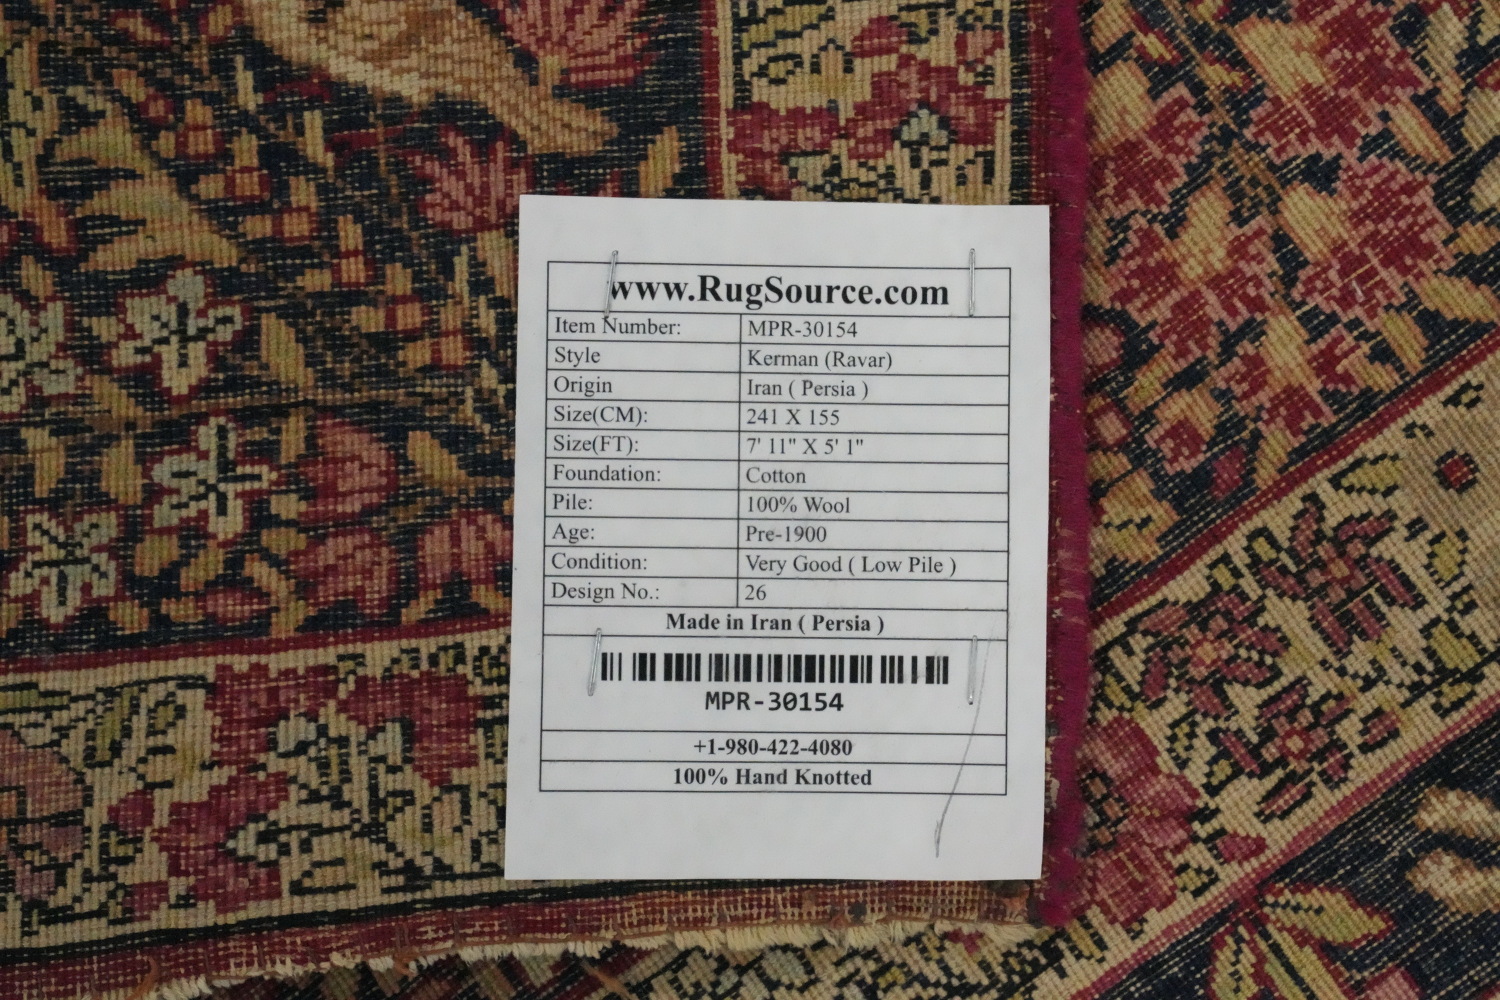 www.RugSource.com
Item Number: MPR-30154
Style Kerman (Ravar)
Origin Iran ( Persia )
Size(CM): 241 X 155
Size(FT): 7' 11" X 5' 1"
Foundation: Cotton
Pile: 100% Wool
Age: Pre-1900
Condition: Very Good ( Low Pile )
Design No.: 26
Made in Iran ( Persia )
MPR-30154
+1-980-422-4080
100% Hand Knotted